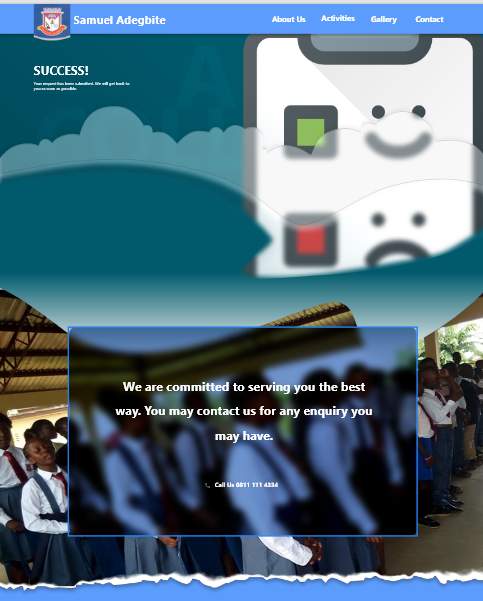 Samuel Adegbite
About Us Activities Gallery Contact
SUCCESS!
Your request has been submitted. We will get back to
you as soon as possible.
We are committed to serving you the best
way. You may contact us for any enquiry you
may have.
Call Us 0811 111 4334